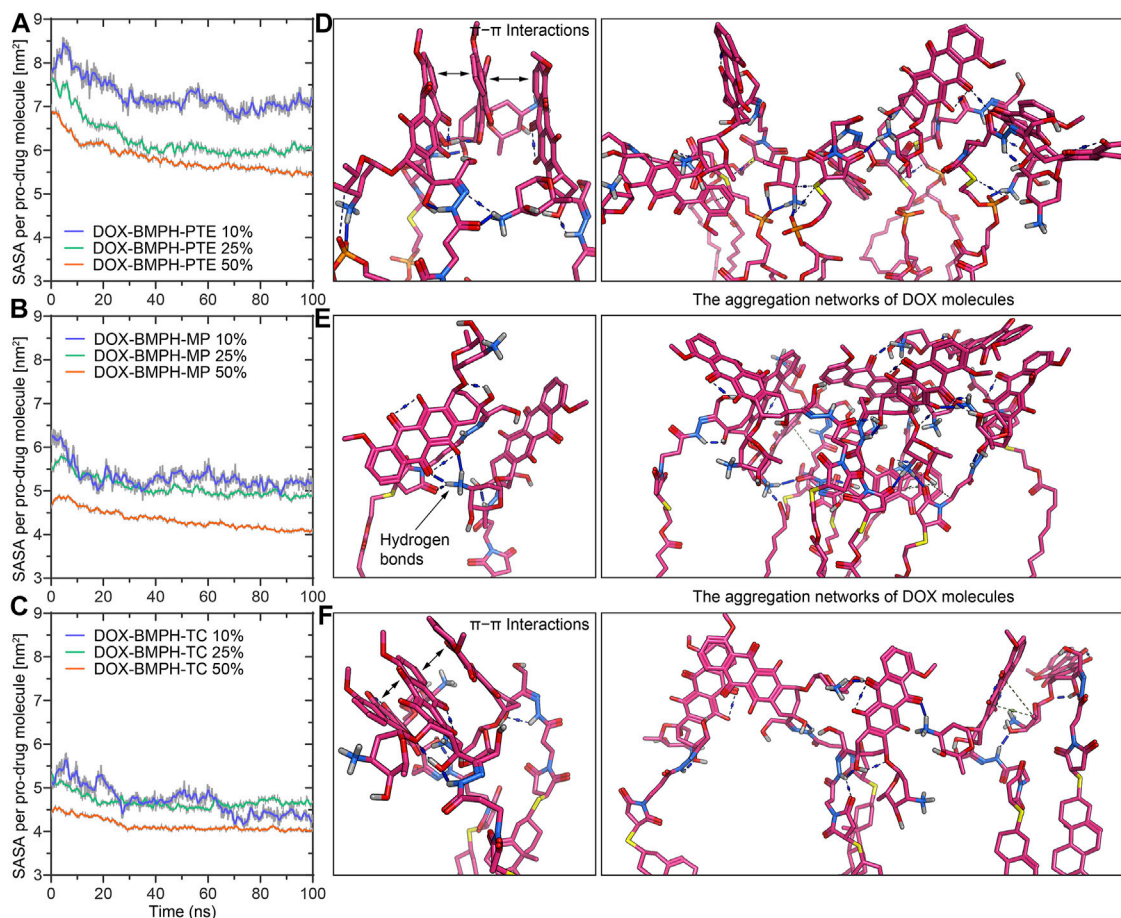 A
SASA per pro-drug molecule [nm²]
9
8
7
6
5
4
3
DOX-BMPH-PTE 10%
DOX-BMPH-PTE 25%
DOX-BMPH-PTE 50%
0 20 40 60 80 100
D
π−π Interactions
The aggregation networks of DOX molecules
B
SASA per pro-drug molecule [nm²]
9
8
7
6
5
4
3
DOX-BMPH-MP 10%
DOX-BMPH-MP 25%
DOX-BMPH-MP 50%
0 20 40 60 80 100
E
Hydrogen
bonds
The aggregation networks of DOX molecules
C
SASA per pro-drug molecule [nm²]
9
8
7
6
5
4
3
DOX-BMPH-TC 10%
DOX-BMPH-TC 25%
DOX-BMPH-TC 50%
0 20 40 60 80 100
Time (ns)
F
π−π Interactions